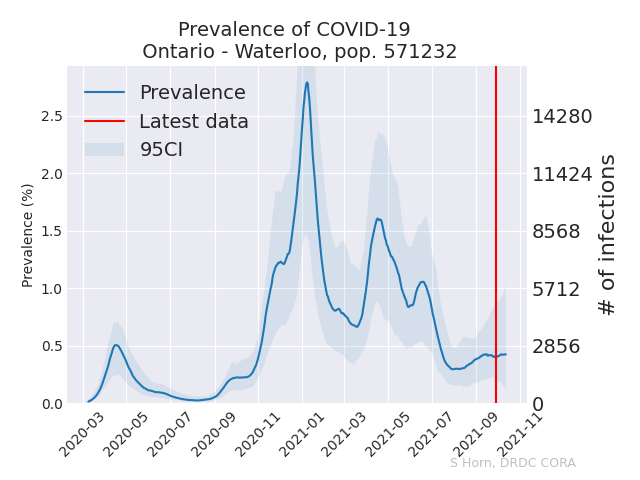 Prevalence of COVID-19
Ontario - Waterloo, pop. 571232
Prevalence
Latest data
95CI
Prevalence (%)
2.5
2.0
1.5
1.0
0.5
0.0
14280
11424
8568
5712
2856
0
# of infections
2020-03
2020-05
2020-07
2020-09
2020-11
2021-01
2021-03
2021-05
2021-07
2021-09
2021-11
S Horn, DRDC CORA